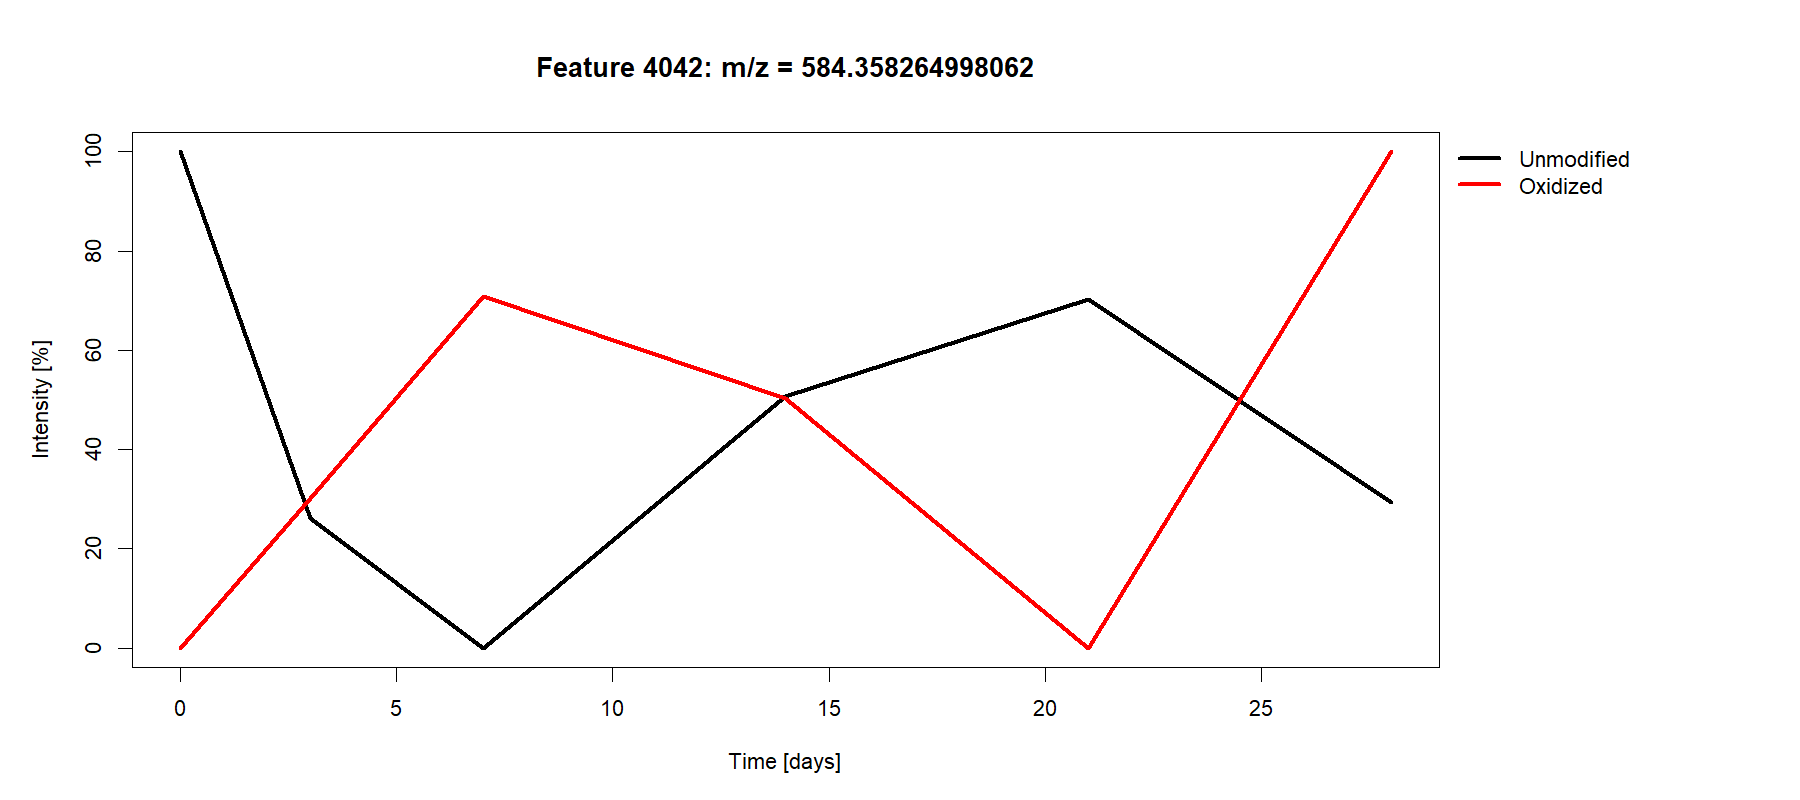 Feature 4042: m/z = 584.358264998062
Unmodified
Oxidized
Intensity [%]
100
80
60
40
20
0
0 5 10 15 20 25
Time [days]